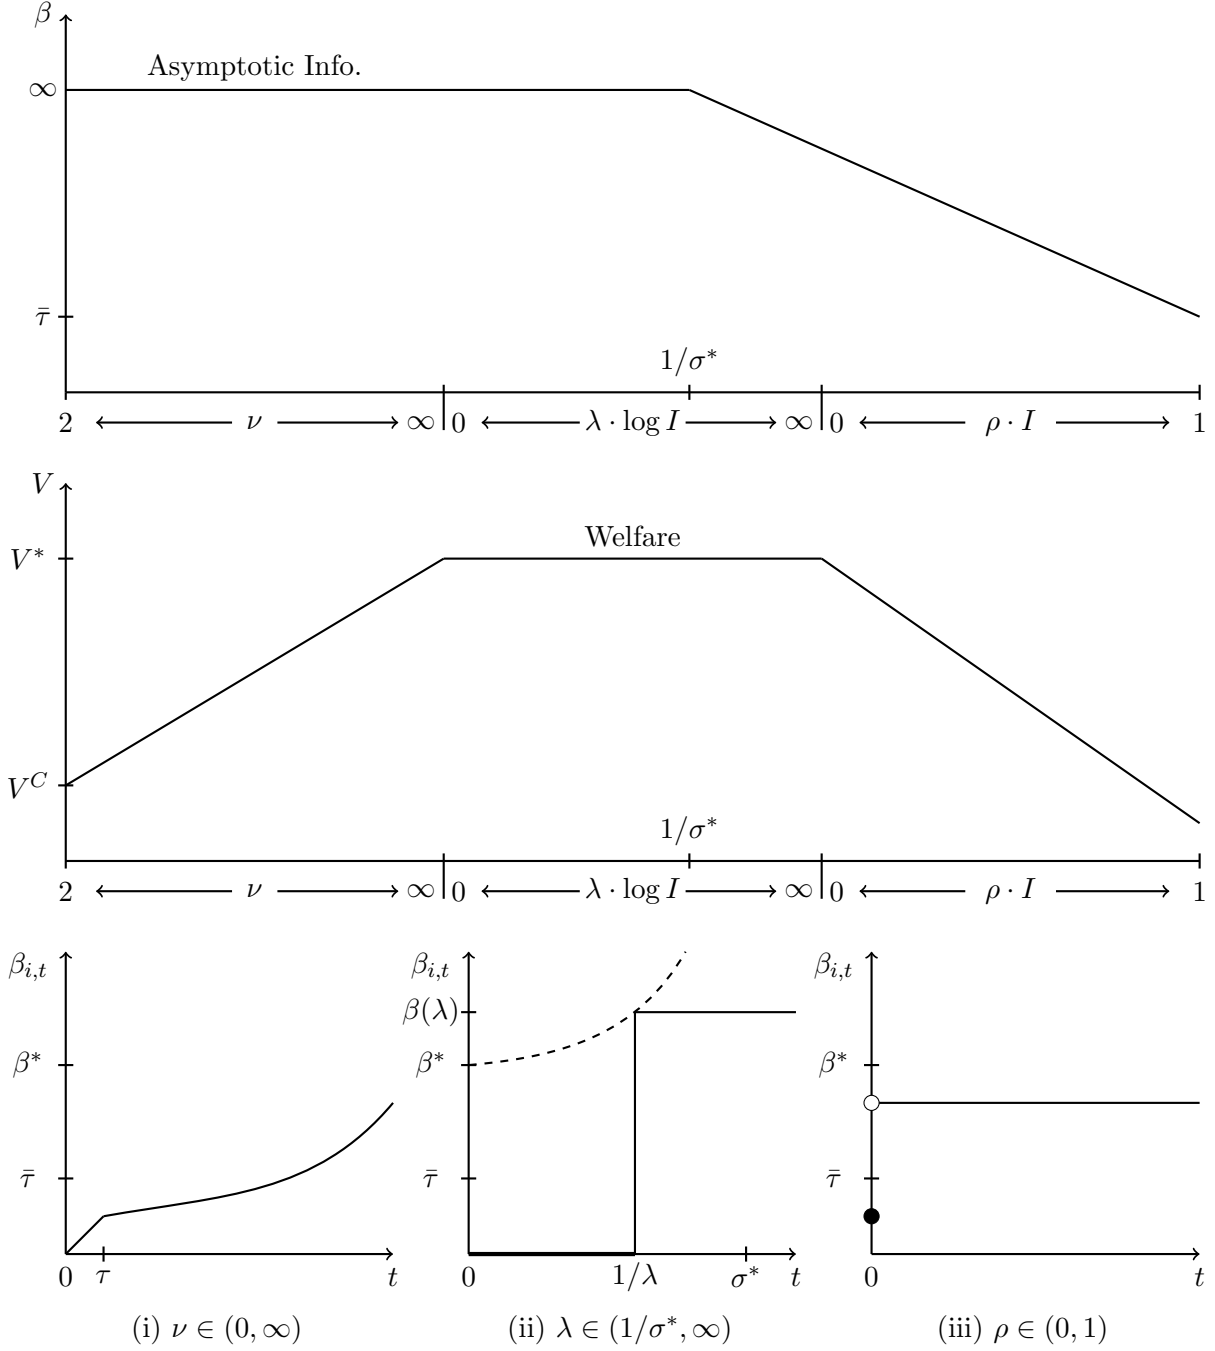 β
Asymptotic Info.
∞
τ̄
1/σ*
2 ν ∞ 0 λ · log I ∞ 0 ρ · I 1
V
Welfare
V*
V^C
1/σ*
2 ν ∞ 0 λ · log I ∞ 0 ρ · I 1
β_{i,t}
β*
τ̄
0 τ t
(i) ν ∈ (0, ∞)
β_{i,t}
β(λ)
β*
τ̄
0 1/λ σ* t
(ii) λ ∈ (1/σ*, ∞)
β_{i,t}
β*
τ̄
0 t
(iii) ρ ∈ (0, 1)